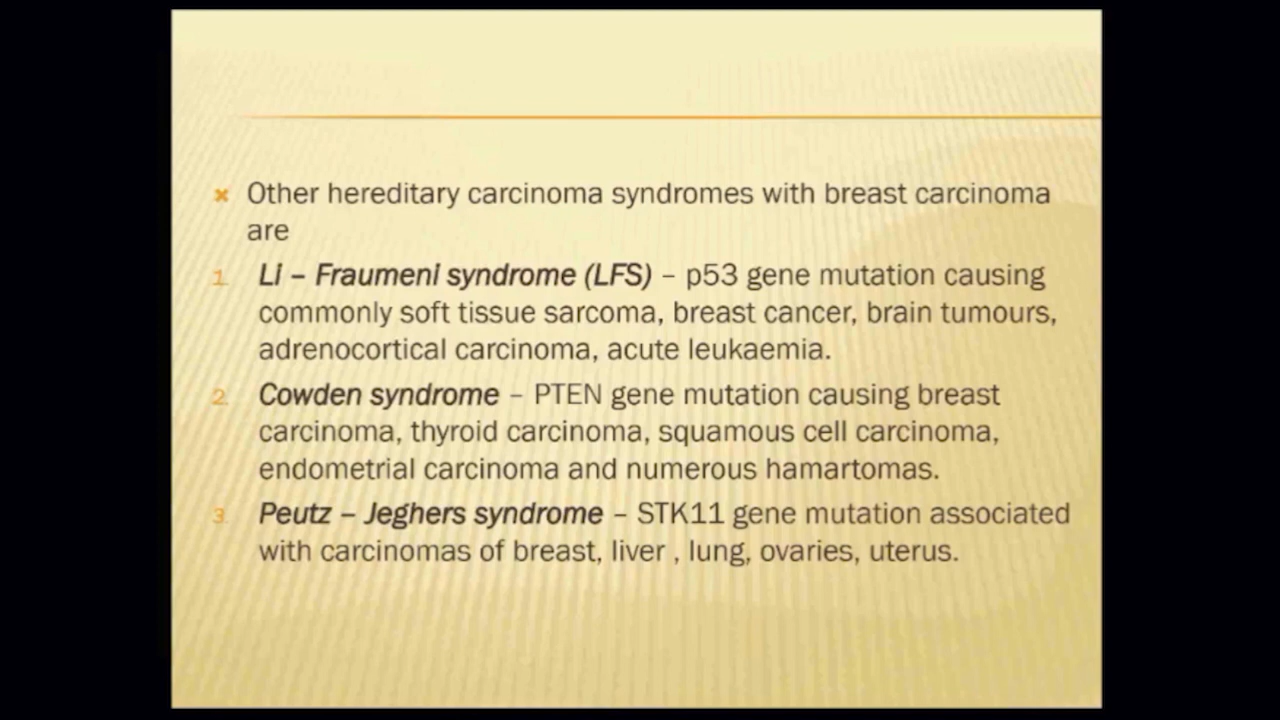 Other hereditary carcinoma syndromes with breast carcinoma
are
1. Li – Fraumeni syndrome (LFS) – p53 gene mutation causing
commonly soft tissue sarcoma, breast cancer, brain tumours,
adrenocortical carcinoma, acute leukaemia.
2. Cowden syndrome – PTEN gene mutation causing breast
carcinoma, thyroid carcinoma, squamous cell carcinoma,
endometrial carcinoma and numerous hamartomas.
3. Peutz – Jeghers syndrome – STK11 gene mutation associated
with carcinomas of breast, liver , lung, ovaries, uterus.